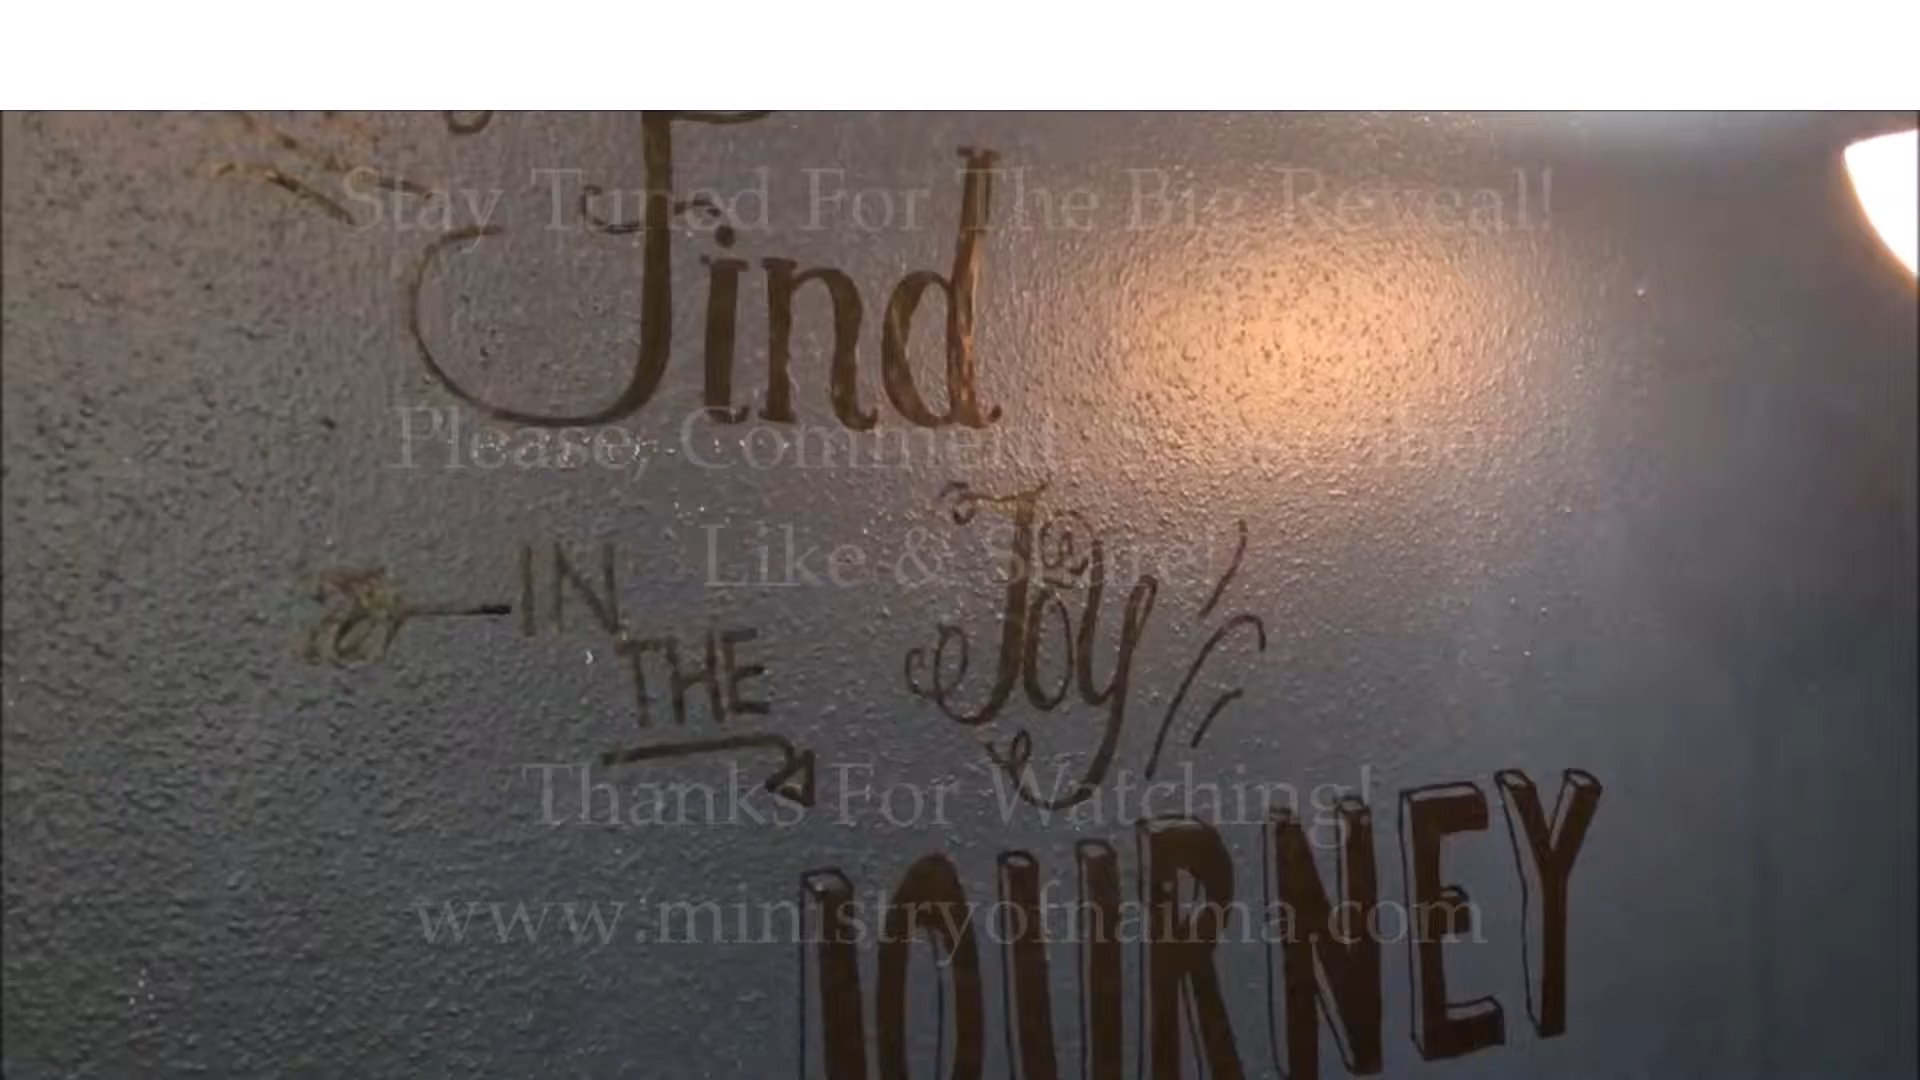 Stay Tuned For The Big Reveal!
Find
Please, Comment,
Joy
Like & Share!
IN
THE
Thanks For Watching!
JOURNEY
www.ministryofnaima.com